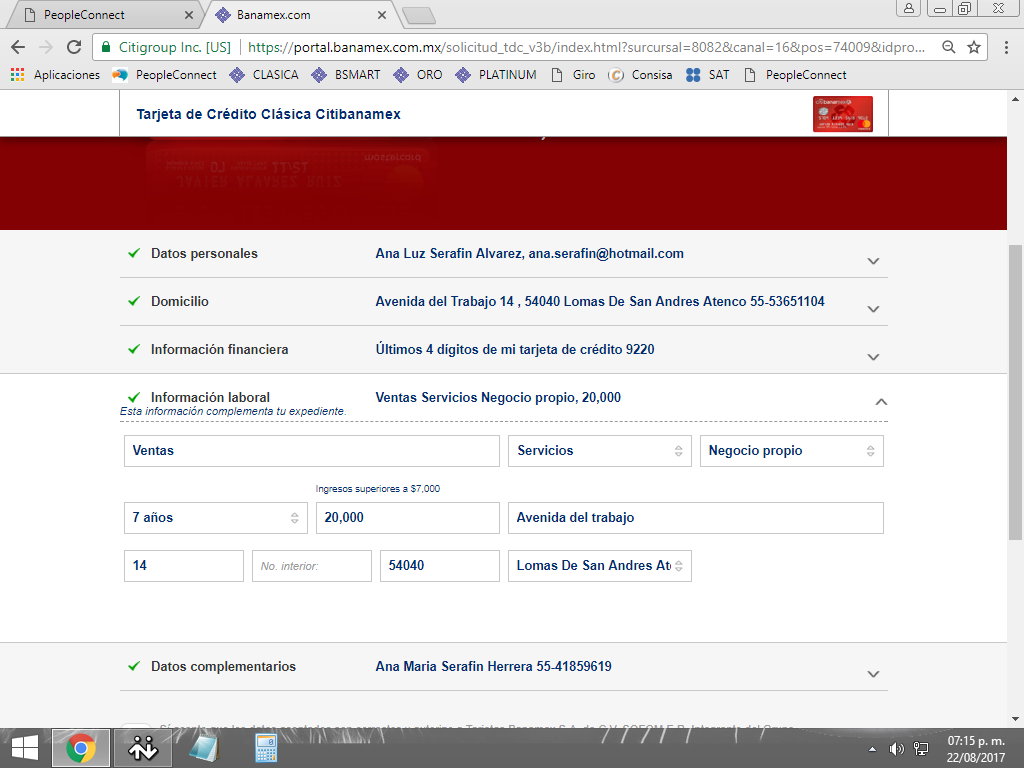 PeopleConnect
Banamex.com
Citigroup Inc. [US] https://portal.banamex.com.mx/solicitud_tdc_v3b/index.html?surcursal=8082&canal=16&pos=74009&idpro...
Aplicaciones PeopleConnect CLASICA BSMART ORO PLATINUM Giro Consisa SAT PeopleConnect
Tarjeta de Crédito Clásica Citibanamex
Datos personales Ana Luz Serafin Alvarez, ana.serafin@hotmail.com
Domicilio Avenida del Trabajo 14 , 54040 Lomas De San Andres Atenco 55-53651104
Información financiera Últimos 4 dígitos de mi tarjeta de crédito 9220
Información laboral Ventas Servicios Negocio propio, 20,000
Esta información complementa tu expediente.
Ventas Servicios Negocio propio
Ingresos superiores a $7,000
7 años 20,000 Avenida del trabajo
14 No. interior: 54040 Lomas De San Andres At
Datos complementarios Ana Maria Serafin Herrera 55-41859619
07:15 p. m.
22/08/2017